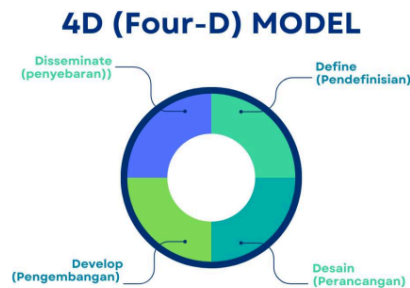 4D (Four-D) MODEL
Disseminate
(penyebaran))
Define
(Pendefinisian)
Develop
(Pengembangan)
Desain
(Perancangan)